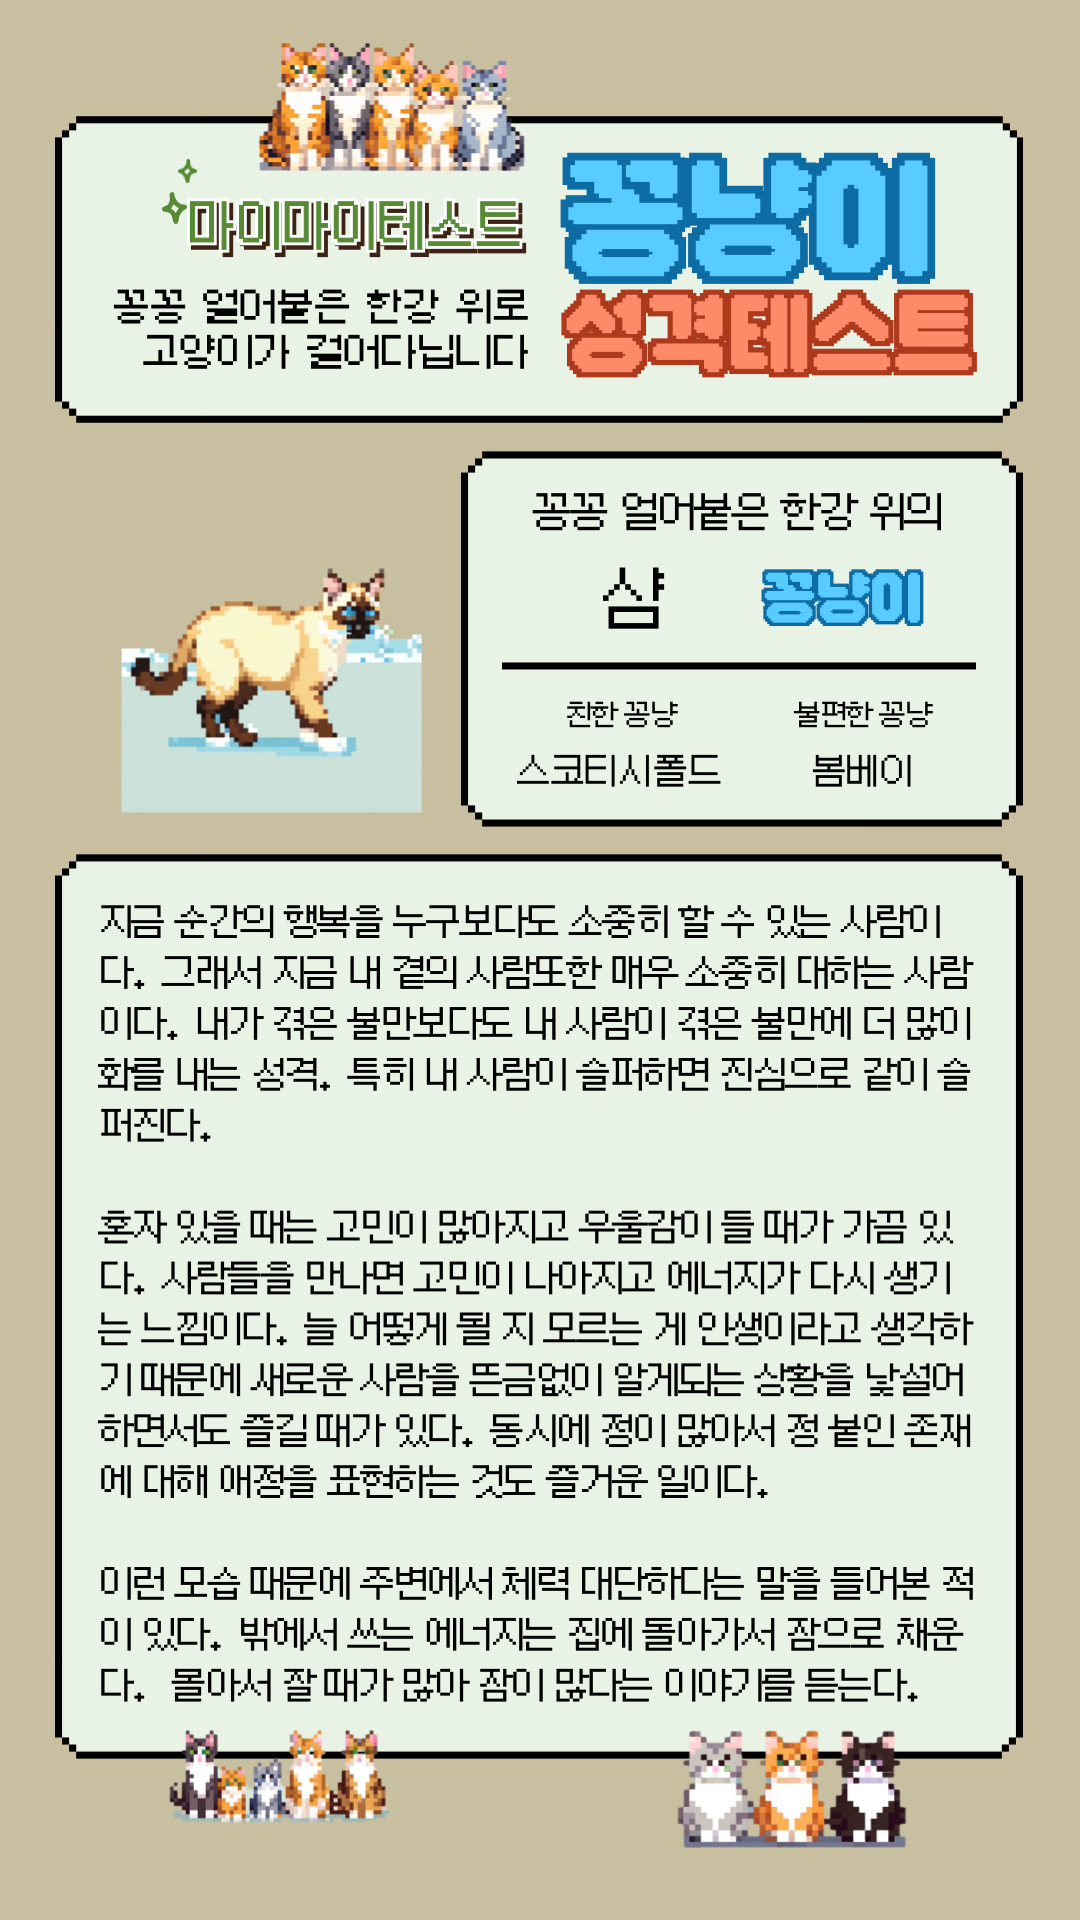 마이마이테스트
꽁꽁 얼어붙은 한강 위로
고양이가 걸어다닙니다
꽁냥이
성격테스트
꽁꽁 얼어붙은 한강 위의
샴 꽁냥이
친한 꽁냥 불편한 꽁냥
스코티시폴드 봄베이
지금 순간의 행복을 누구보다도 소중히 할 수 있는 사람이
다. 그래서 지금 내 곁의 사람또한 매우 소중히 대하는 사람
이다. 내가 겪은 불만보다도 내 사람이 겪은 불만에 더 많이
화를 내는 성격. 특히 내 사람이 슬퍼하면 진심으로 같이 슬
퍼진다.
혼자 있을 때는 고민이 많아지고 우울감이 들 때가 가끔 있
다. 사람들을 만나면 고민이 나아지고 에너지가 다시 생기
는 느낌이다. 늘 어떻게 될 지 모르는 게 인생이라고 생각하
기 때문에 새로운 사람을 뜬금없이 알게되는 상황을 낯설어
하면서도 즐길 때가 있다. 동시에 정이 많아서 정 붙인 존재
에 대해 애정을 표현하는 것도 즐거운 일이다.
이런 모습 때문에 주변에서 체력 대단하다는 말을 들어본 적
이 있다. 밖에서 쓰는 에너지는 집에 돌아가서 잠으로 채운
다. 몰아서 잘 때가 많아 잠이 많다는 이야기를 듣는다.